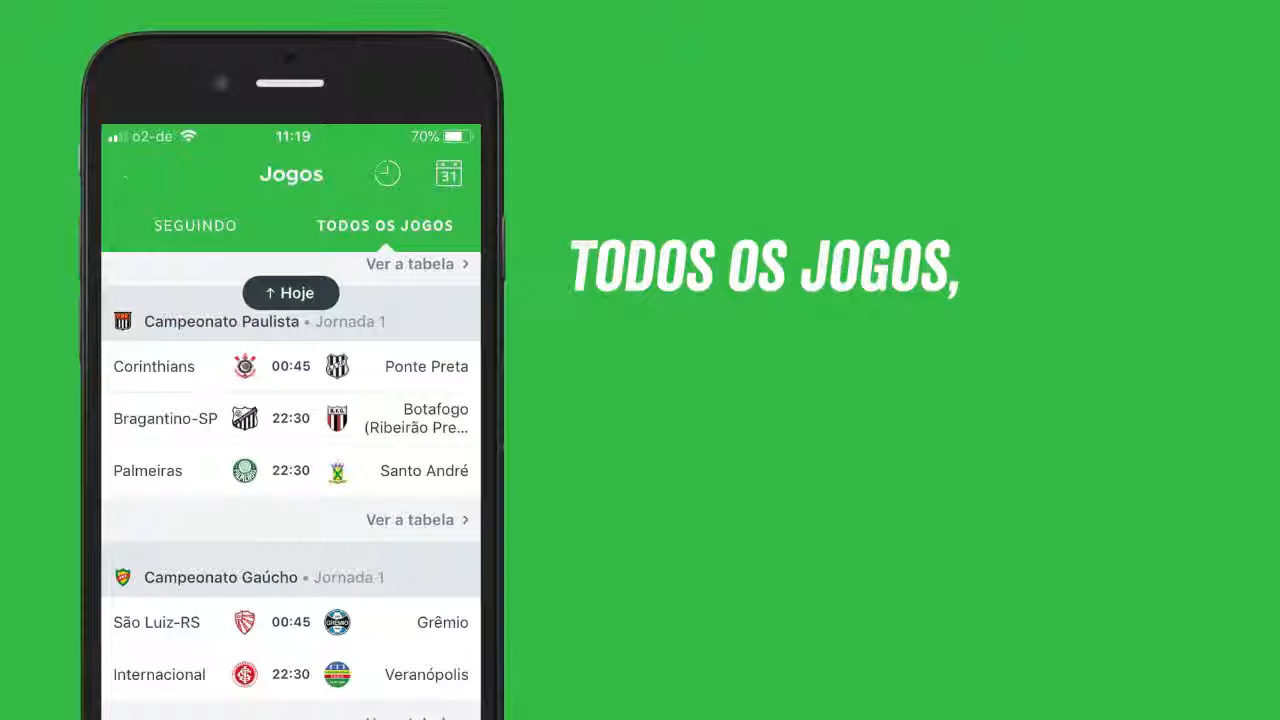 o2-de 11:19 70%
Jogos 31
SEGUINDO TODOS OS JOGOS
Ver a tabela
↑ Hoje
Campeonato Paulista • Jornada 1
Corinthians 00:45 Ponte Preta
Bragantino-SP 22:30 Botafogo
(Ribeirão Pre...
Palmeiras 22:30 Santo André
Ver a tabela
Campeonato Gaúcho • Jornada 1
São Luiz-RS 00:45 Grêmio
Internacional 22:30 Veranópolis
TODOS OS JOGOS,